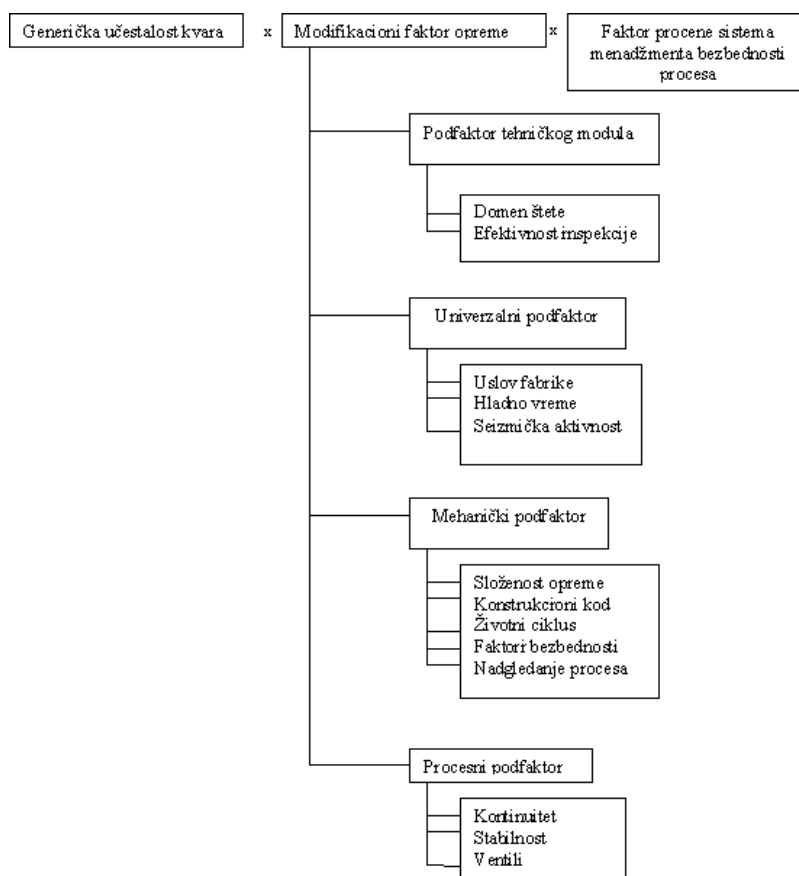 Generička učestalost kvara x Modifikacioni faktor opreme x Faktor procene sistema
menadžmenta bezbednosti
procesa
Podfaktor tehničkog modula
Domen štete
Efektivnost inspekcije
Univerzalni podfaktor
Uslov fabrike
Hladno vreme
Seizmička aktivnost
Mehanički podfaktor
Složenost opreme
Konstrukcioni kod
Životni ciklus
Faktori bezbednosti
Nadgledanje procesa
Procesni podfaktor
Kontinuitet
Stabilnost
Ventili